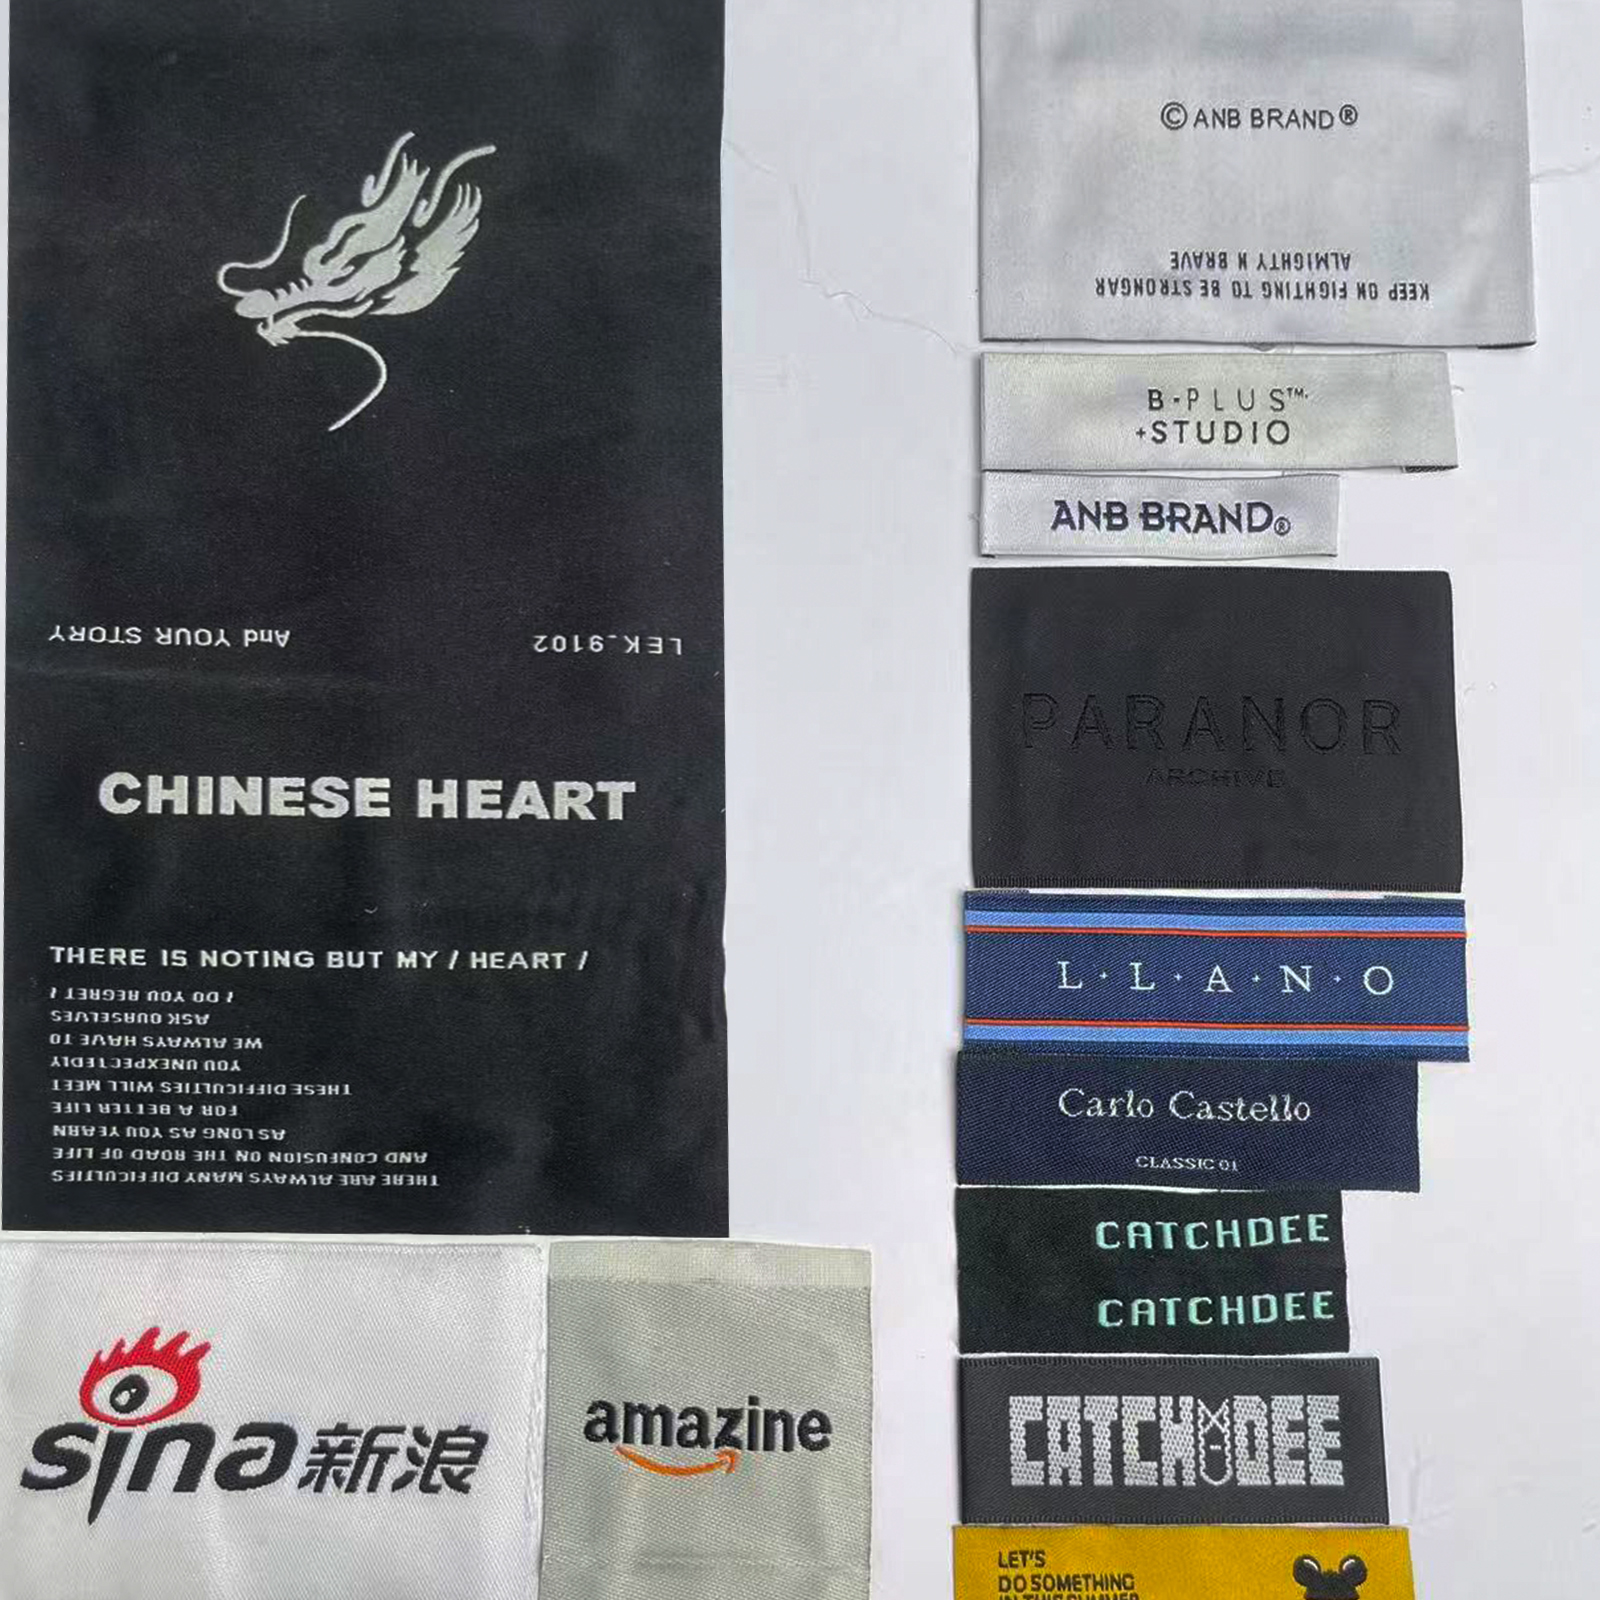 And YOUR STORY
LEK_9102
CHINESE HEART
THERE IS NOTING BUT MY / HEART /
THERE ARE ALWAYS MANY DIFFICULTIES
AND CONFUSION ON THE ROAD OF LIFE
AS LONG AS YOU YEARN
FOR A BETTER LIFE
THESE DIFFICULTIES WILL MEET
YOU UNEXPECTEDLY
WE ALWAYS HAVE TO
ASK OURSELVES
/ DO YOU REGRET /
sina新浪
amazine
© ANB BRAND®
KEEP ON FIGHTING TO BE STRONGAR
ALMIGHTY N BRAVE
B-PLUS™
+STUDIO
ANB BRAND®
PARANOR
ARCHIVE
L·L·A·N·O
Carlo Castello
CLASSIC 01
CATCHDEE
CATCHDEE
CATCHDEE
LET'S
DO SOMETHING
IN THIS SUMMER